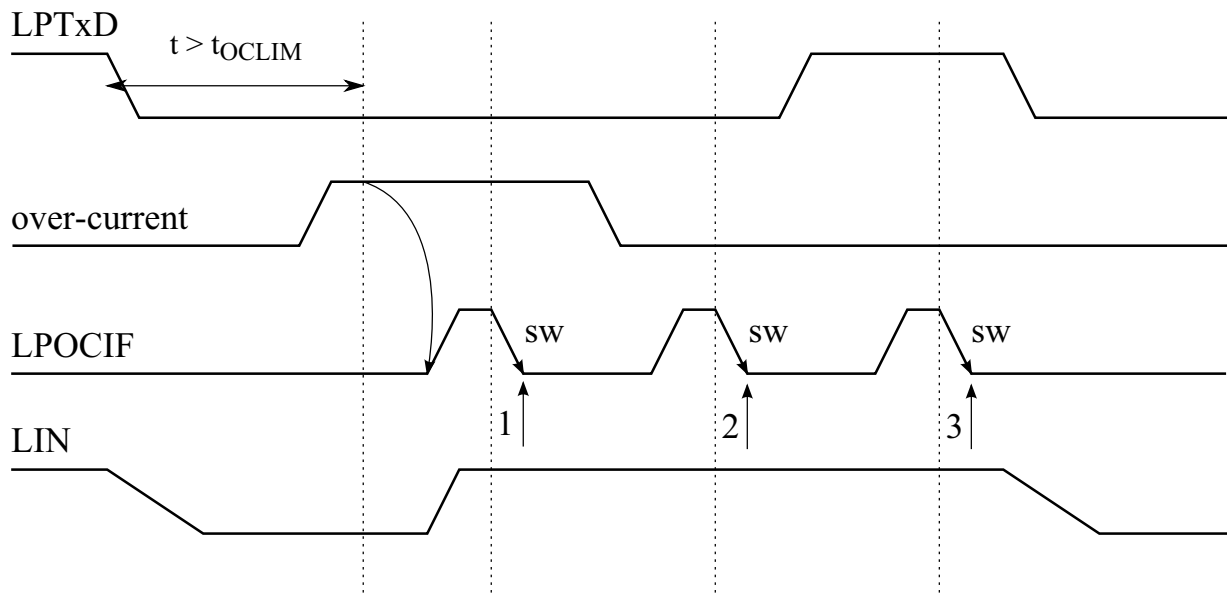 LPTxD
t > tOCLIM
over-current
LPOCIF
sw
sw
sw
1
2
3
LIN